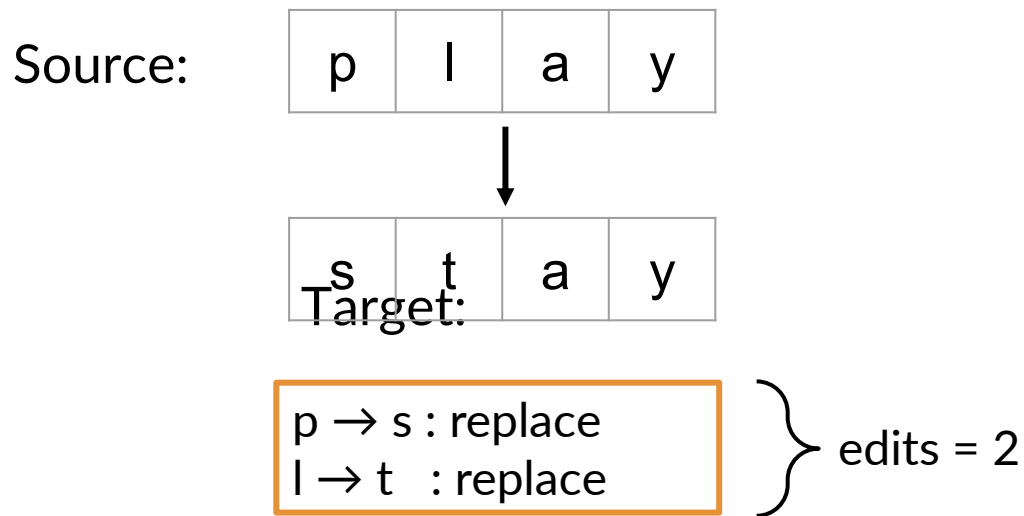 Source: p l a y
s t a y
Target:
p → s : replace
l → t : replace
edits = 2